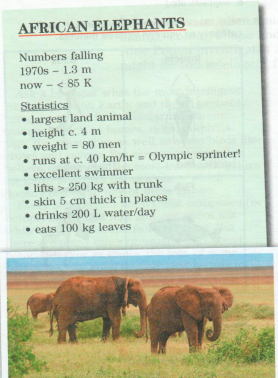 AFRICAN ELEPHANTS
Numbers falling
1970s – 1.3 m
now – < 85 K
Statistics
• largest land animal
• height c. 4 m
• weight = 80 men
• runs at c. 40 km/hr = Olympic sprinter!
• excellent swimmer
• lifts > 250 kg with trunk
• skin 5 cm thick in places
• drinks 200 L water/day
• eats 100 kg leaves